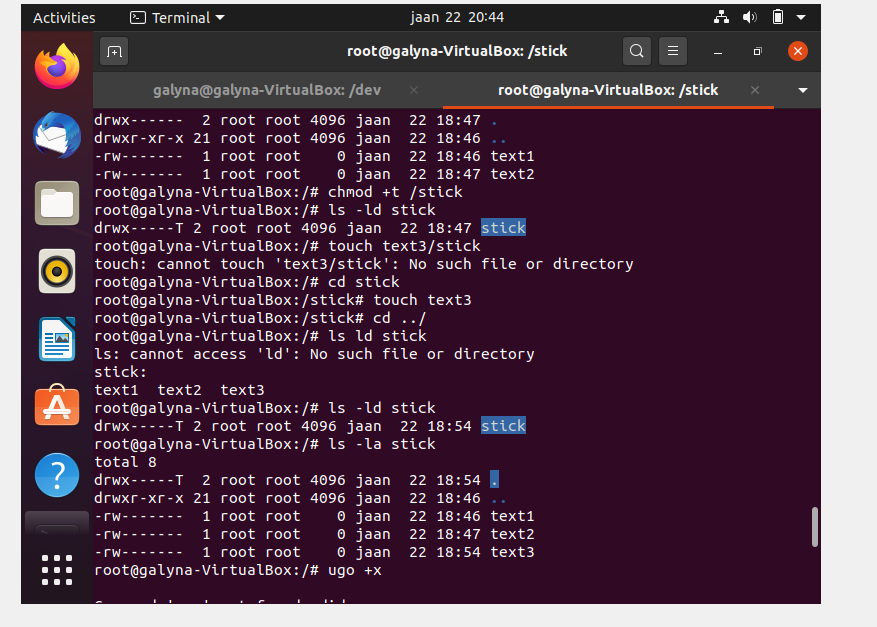 Activities Terminal jaan 22 20:44
root@galyna-VirtualBox: /stick
galyna@galyna-VirtualBox: /dev × root@galyna-VirtualBox: /stick ×
drwx------  2 root root 4096 jaan  22 18:47 .
drwxr-xr-x 21 root root 4096 jaan  22 18:46 ..
-rw-------  1 root root    0 jaan  22 18:46 text1
-rw-------  1 root root    0 jaan  22 18:47 text2
root@galyna-VirtualBox:/# chmod +t /stick
root@galyna-VirtualBox:/# ls -ld stick
drwx-----T 2 root root 4096 jaan  22 18:47 stick
root@galyna-VirtualBox:/# touch text3/stick
touch: cannot touch 'text3/stick': No such file or directory
root@galyna-VirtualBox:/# cd stick
root@galyna-VirtualBox:/stick# touch text3
root@galyna-VirtualBox:/stick# cd ../
root@galyna-VirtualBox:/# ls ld stick
ls: cannot access 'ld': No such file or directory
stick:
text1  text2  text3
root@galyna-VirtualBox:/# ls -ld stick
drwx-----T 2 root root 4096 jaan  22 18:54 stick
root@galyna-VirtualBox:/# ls -la stick
total 8
drwx-----T  2 root root 4096 jaan  22 18:54 .
drwxr-xr-x 21 root root 4096 jaan  22 18:46 ..
-rw-------  1 root root    0 jaan  22 18:46 text1
-rw-------  1 root root    0 jaan  22 18:47 text2
-rw-------  1 root root    0 jaan  22 18:54 text3
root@galyna-VirtualBox:/# ugo +x